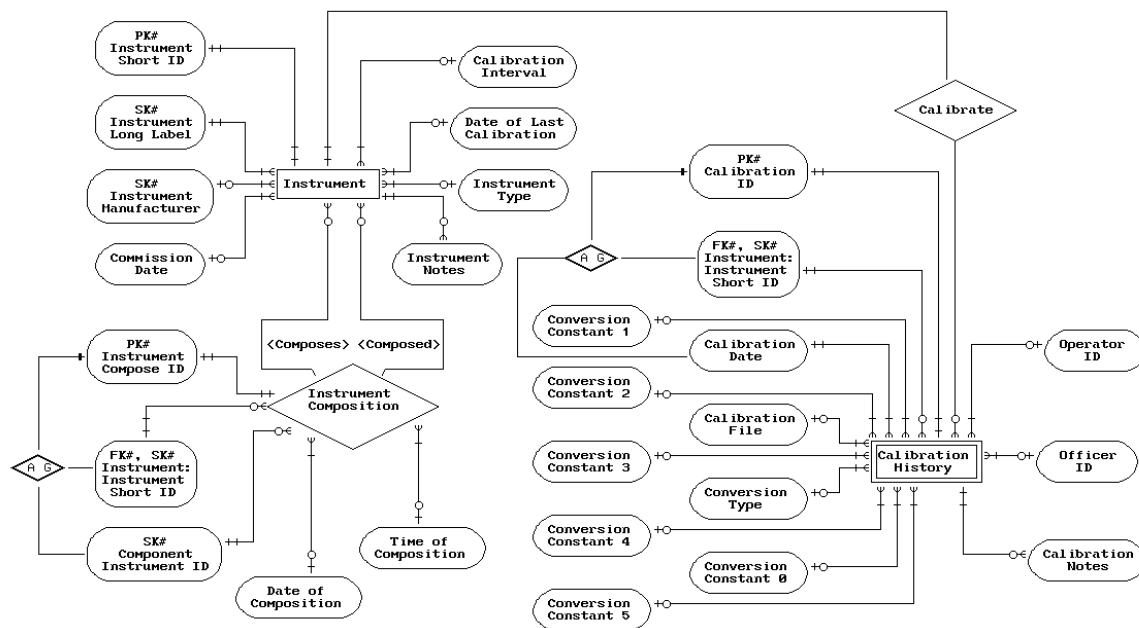 PK#
Instrument
Short ID
Calibration
Interval
SK#
Instrument
Long Label
Date of Last
Calibration
Calibrate
SK#
Instrument
Manufacturer
Instrument
Instrument
Type
PK#
Calibration
ID
Commission
Date
Instrument
Notes
A G
FK#, SK#
Instrument:
Instrument
Short ID
Conversion
Constant 1
<Composes> <Composed>
Calibration
Date
Operator
ID
PK#
Instrument
Compose ID
Instrument
Composition
Conversion
Constant 2
Calibration
File
A G
FK#, SK#
Instrument:
Instrument
Short ID
Conversion
Constant 3
Calibration
History
Officer
ID
Conversion
Type
SK#
Component
Instrument ID
Time of
Composition
Conversion
Constant 4
Calibration
Notes
Date of
Composition
Conversion
Constant 0
Conversion
Constant 5